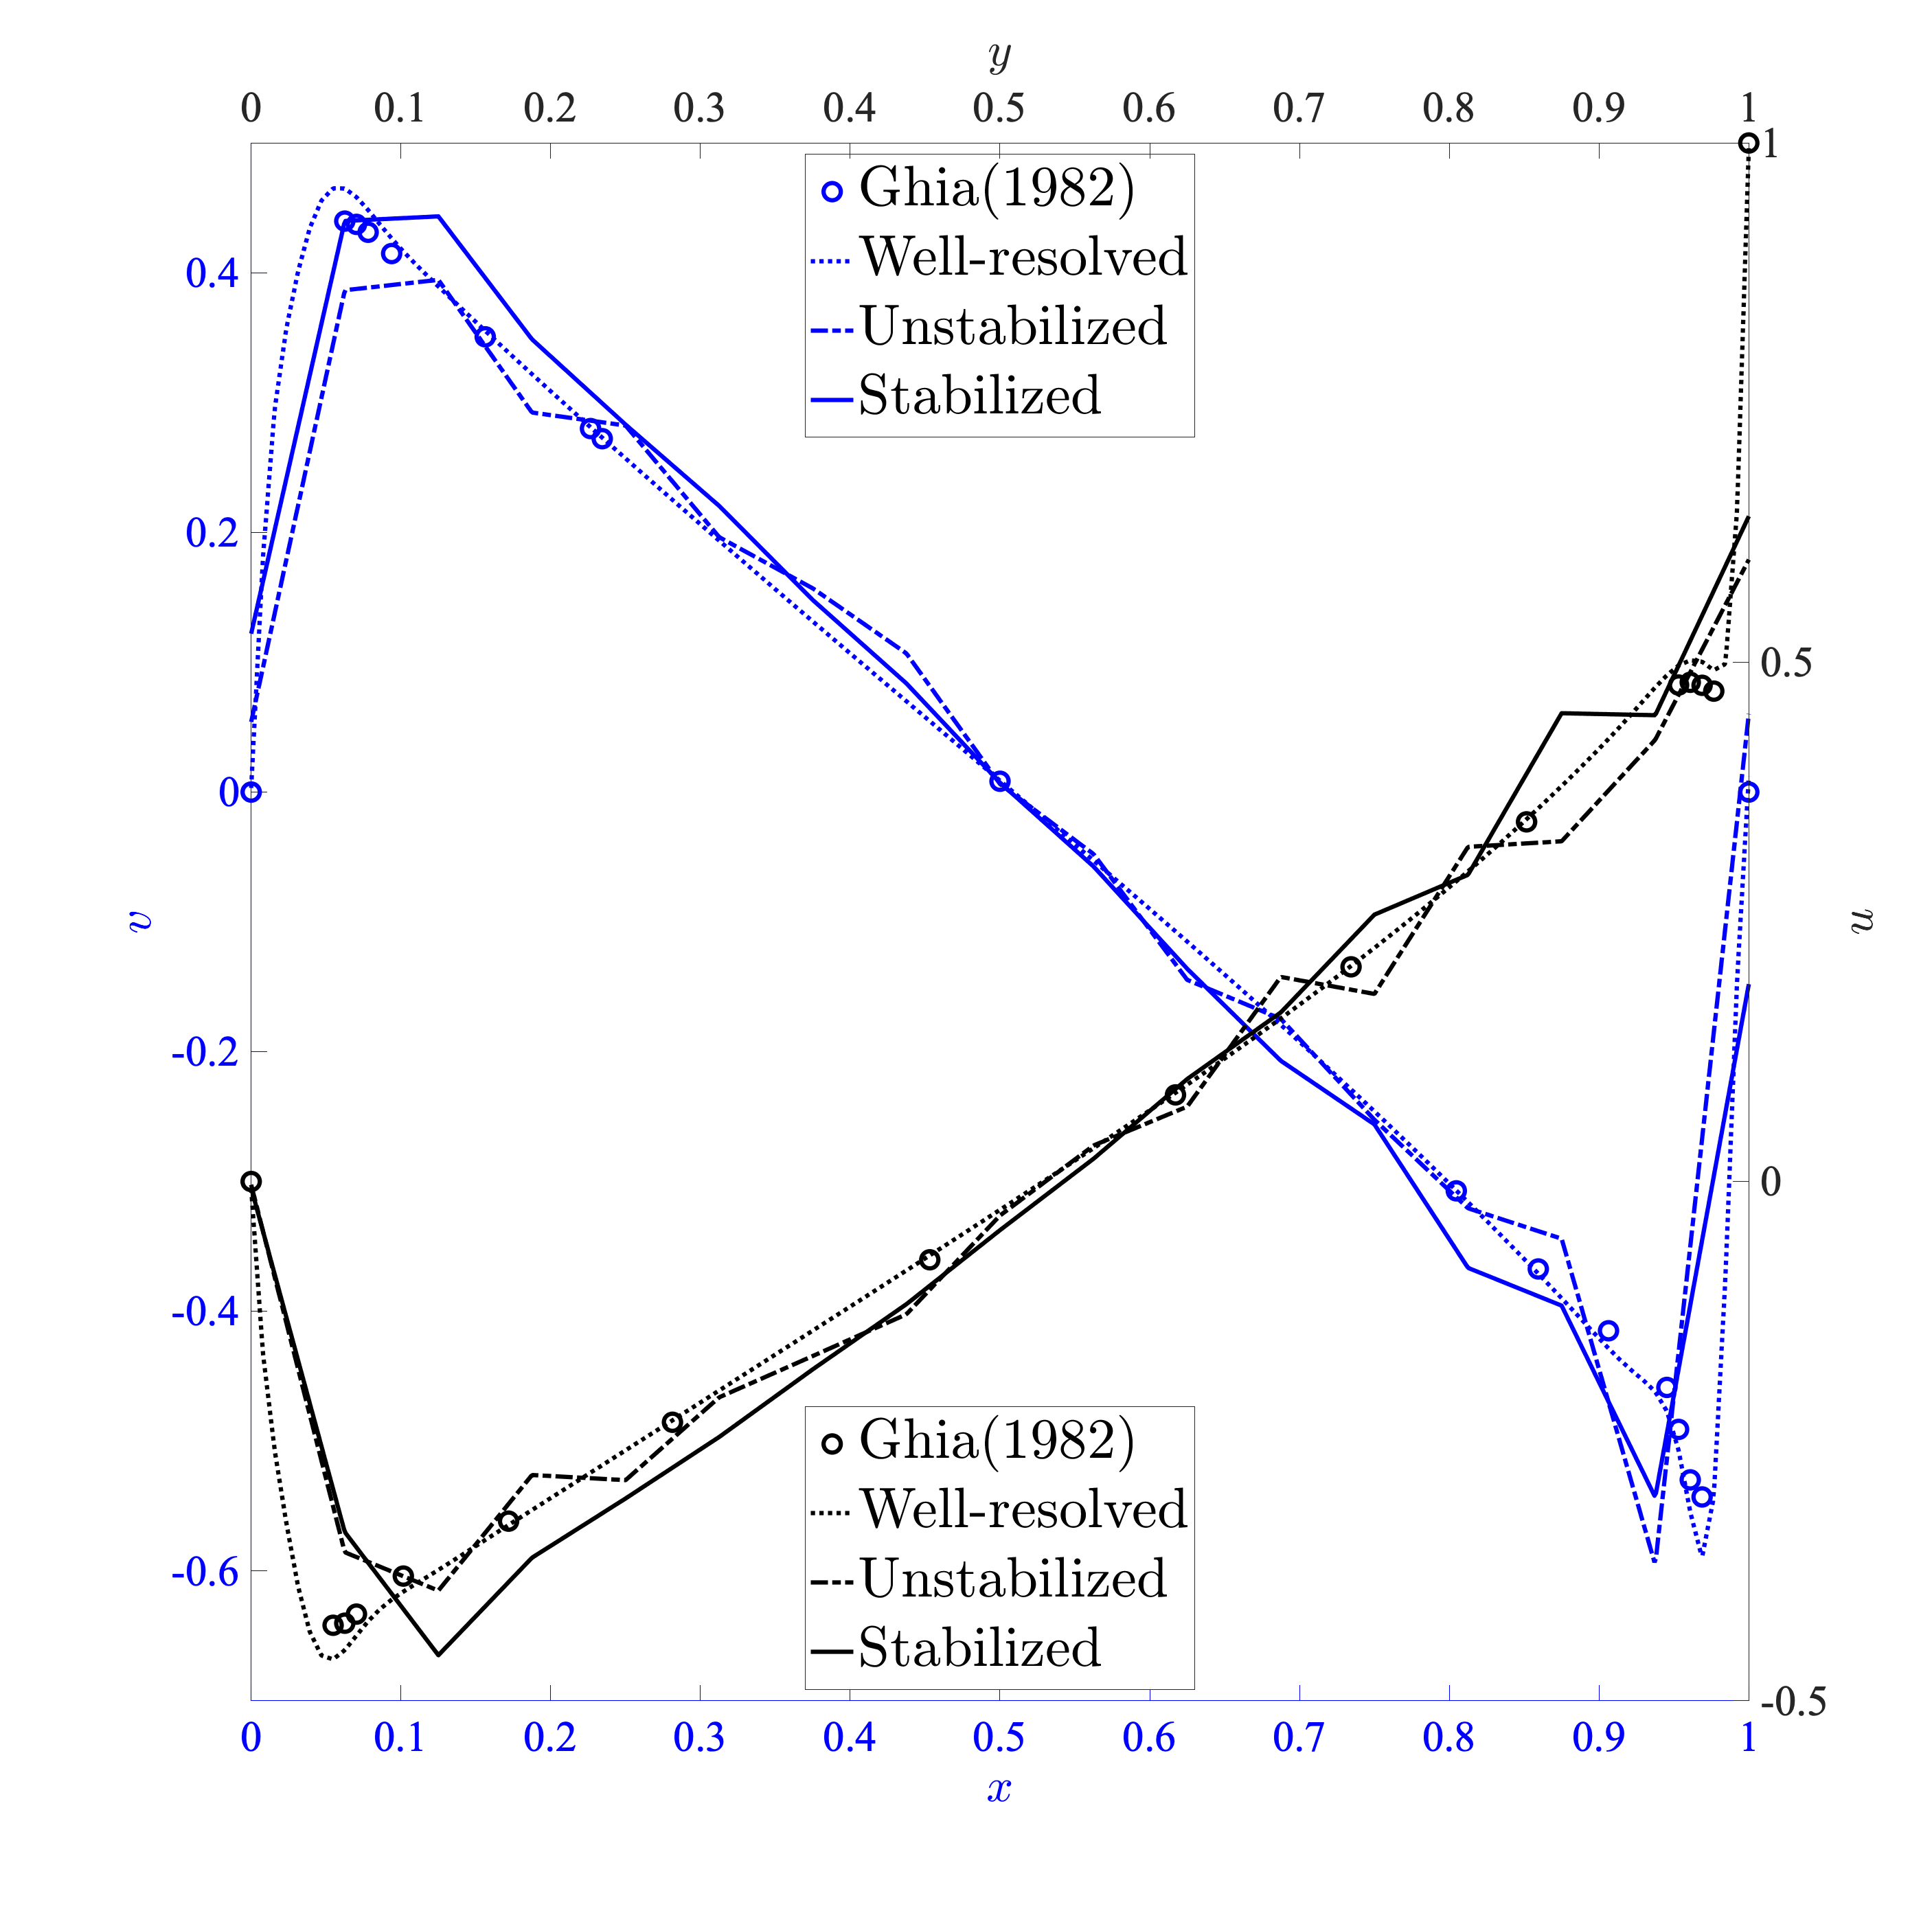 y
0 0.1 0.2 0.3 0.4 0.5 0.6 0.7 0.8 0.9 1
1
Ghia(1982)
Well-resolved
Unstabilized
Stabilized
0.4
0.2
0.5
0
v
u
-0.2
0
-0.4
Ghia(1982)
Well-resolved
Unstabilized
Stabilized
-0.6
-0.5
0 0.1 0.2 0.3 0.4 0.5 0.6 0.7 0.8 0.9 1
x